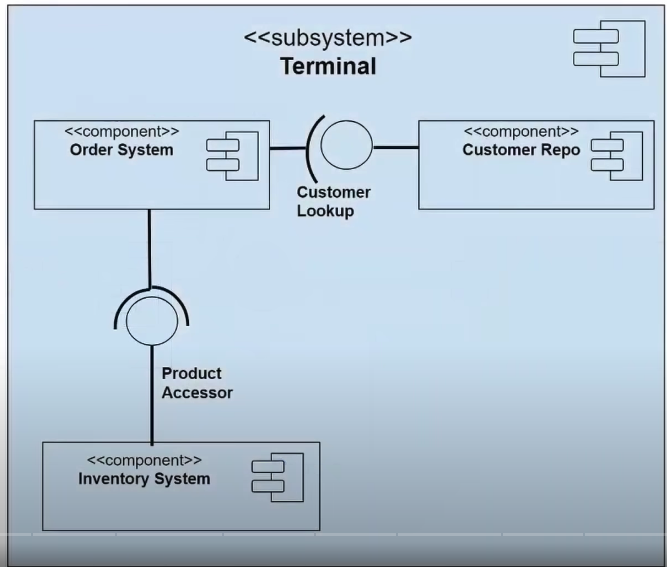 <<subsystem>>
Terminal
<<component>>
Order System
<<component>>
Customer Repo
Customer
Lookup
Product
Accessor
<<component>>
Inventory System